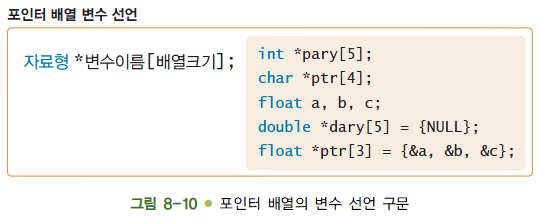 포인터 배열 변수 선언
자료형 *변수이름[배열크기];
int *pary[5];
char *ptr[4];
float a, b, c;
double *dary[5] = {NULL};
float *ptr[3] = {&a, &b, &c};
그림 8-10 ● 포인터 배열의 변수 선언 구문